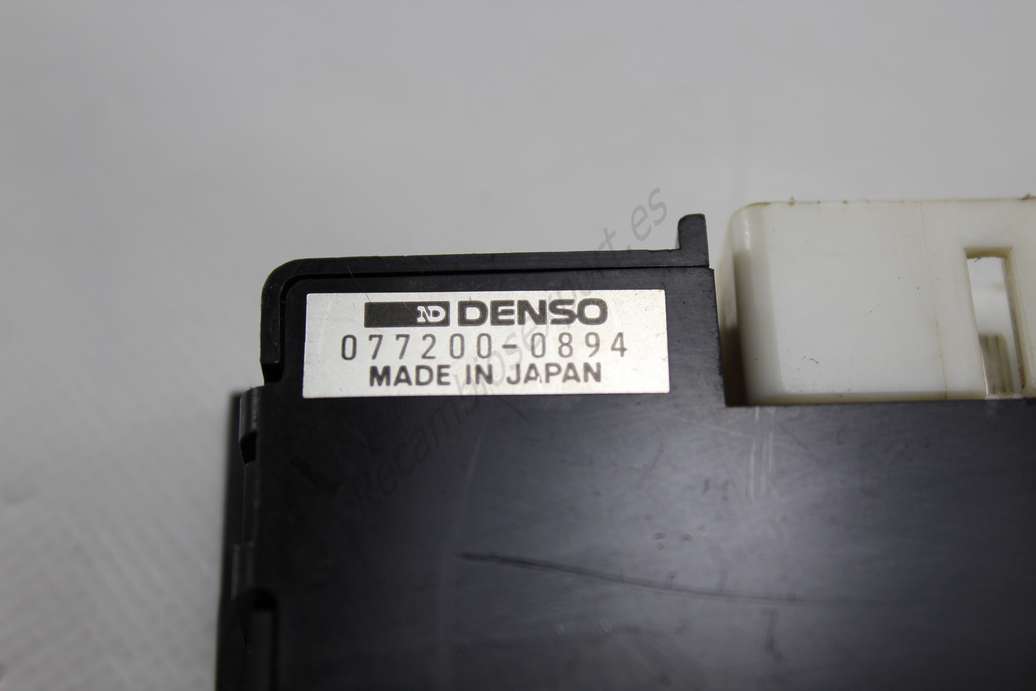 ND DENSO
077200-0894
MADE IN JAPAN